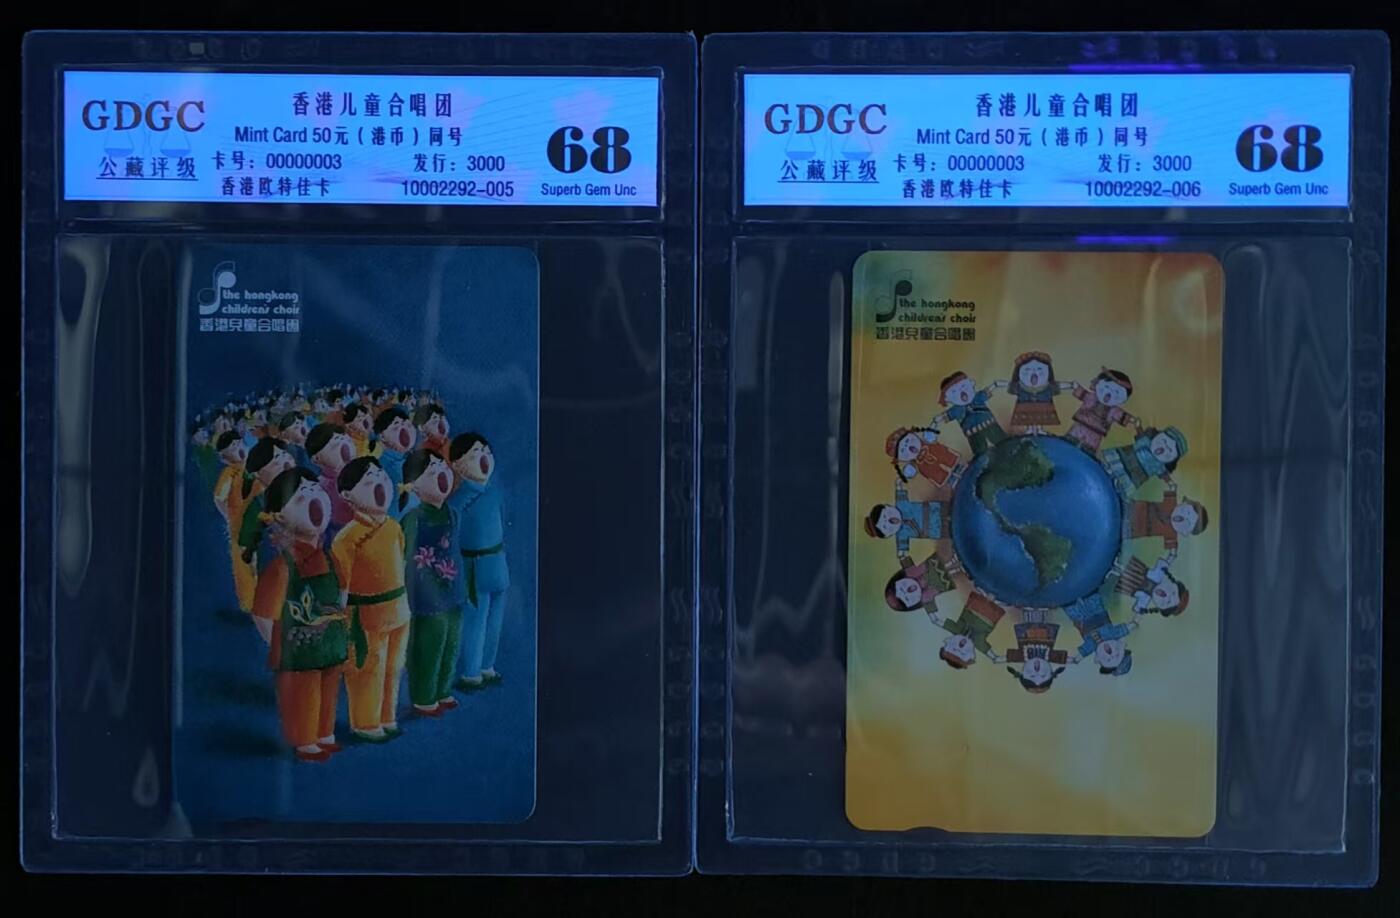 GDGC
公藏评级
香港儿童合唱团
Mint Card 50元（港币）同号
卡号：00000003 发行：3000
香港欧特佳卡 10002292-005
68
Superb Gem Unc
the hongkong
children's choir
香港兒童合唱團
GDGC
公藏评级
香港儿童合唱团
Mint Card 50元（港币）同号
卡号：00000003 发行：3000
香港欧特佳卡 10002292-006
68
Superb Gem Unc
the hongkong
children's choir
香港兒童合唱團